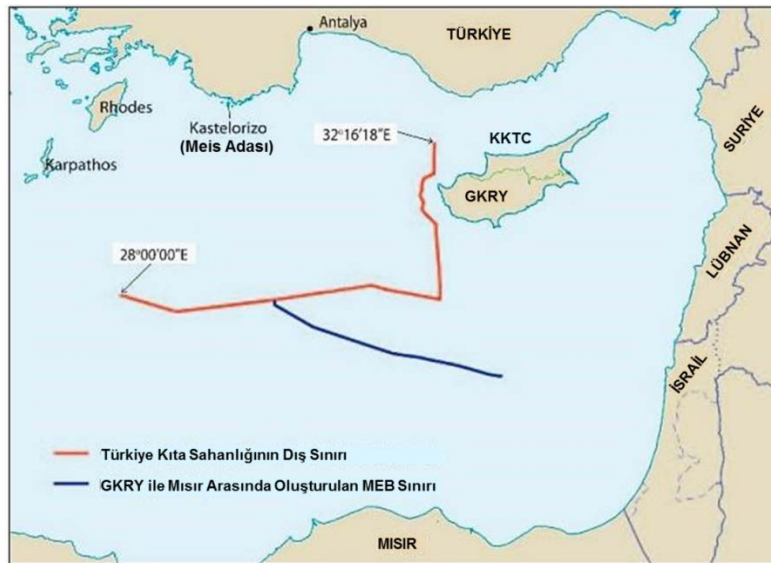 Antalya
TÜRKİYE
Rhodes
Kastelorizo
(Meis Adası)
32°16'18"E
KKTC
SURİYE
Karpathos
GKRY
28°00'00"E
LÜBNAN
İSRAİL
Türkiye Kıta Sahanlığının Dış Sınırı
GKRY ile Mısır Arasında Oluşturulan MEB Sınırı
MISIR